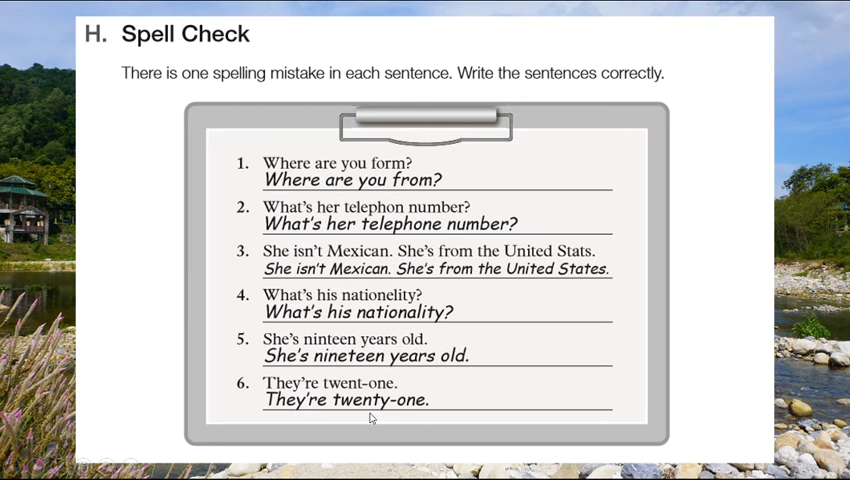 H. Spell Check
There is one spelling mistake in each sentence. Write the sentences correctly.
1. Where are you form?
Where are you from?
2. What's her telephon number?
What's her telephone number?
3. She isn't Mexican. She's from the United Stats.
She isn't Mexican. She's from the United States.
4. What's his nationelity?
What's his nationality?
5. She's ninteen years old.
She's nineteen years old.
6. They're twent-one.
They're twenty-one.